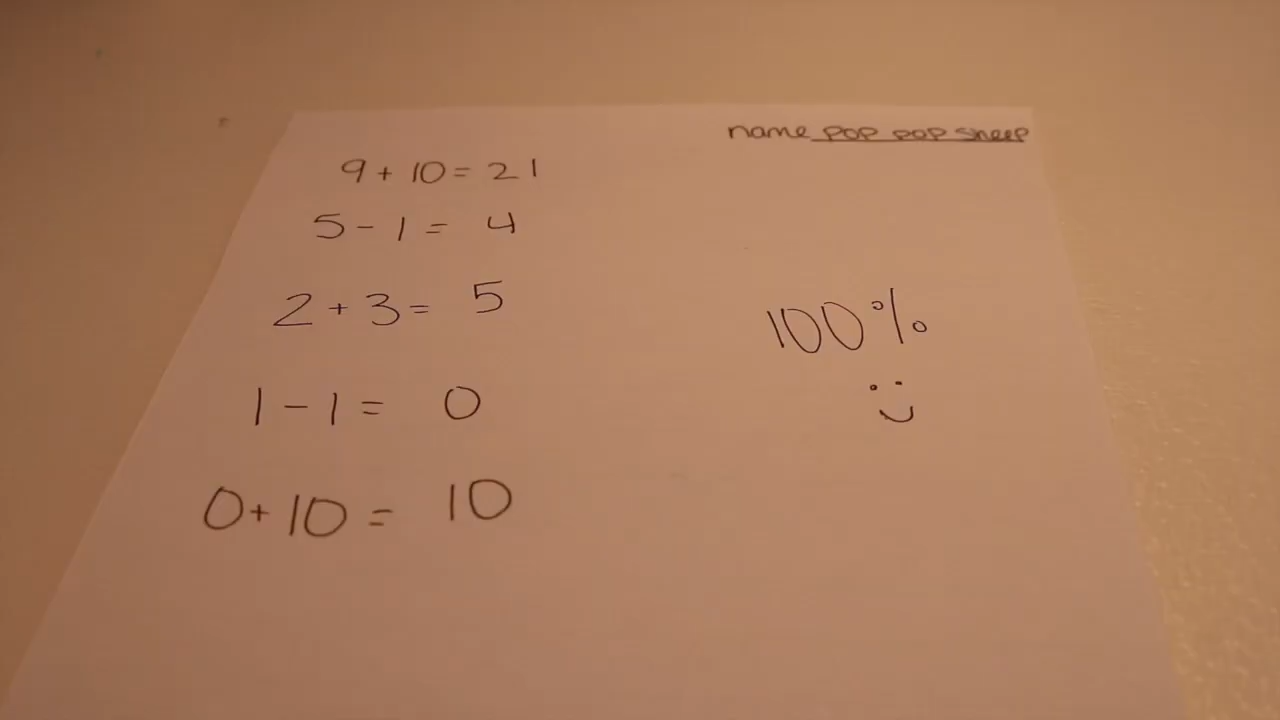 name pop pop sheep
9 + 10 = 21
5 - 1 = 4
2 + 3 = 5
1 - 1 = 0
0 + 10 = 10
100%